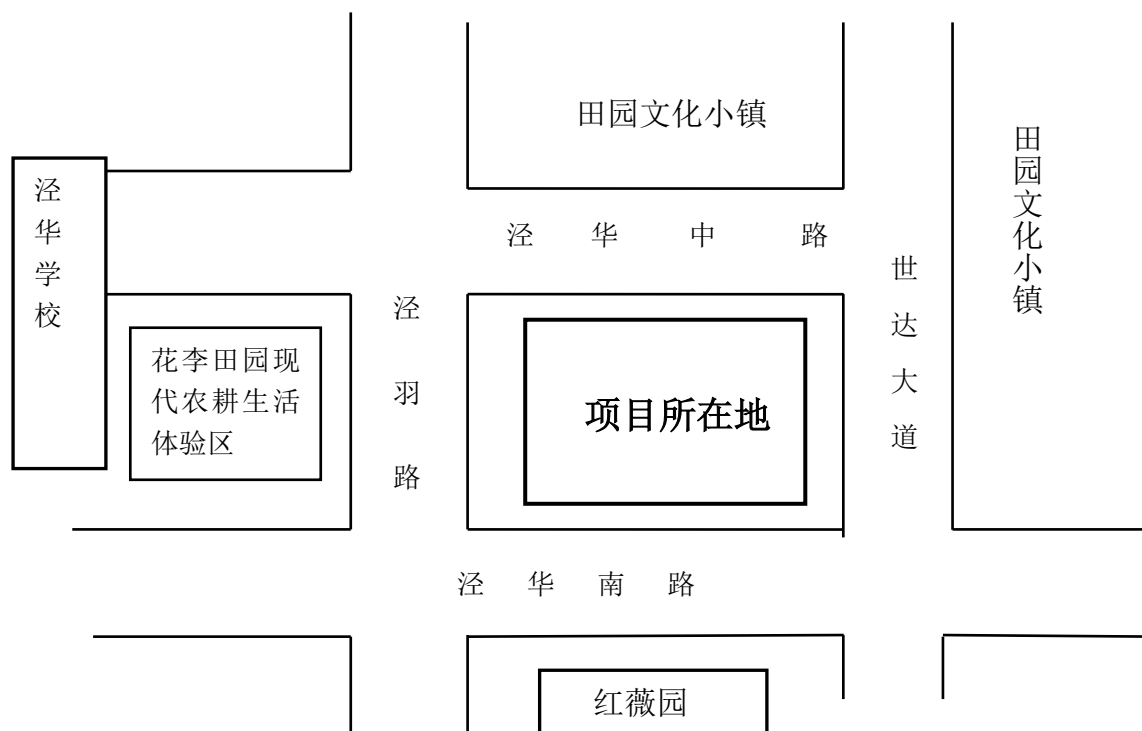 田园文化小镇
田园文化小镇
泾华学校
泾华中路
世达大道
泾羽路
花李田园现
代农耕生活
体验区
项目所在地
泾华南路
红薇园